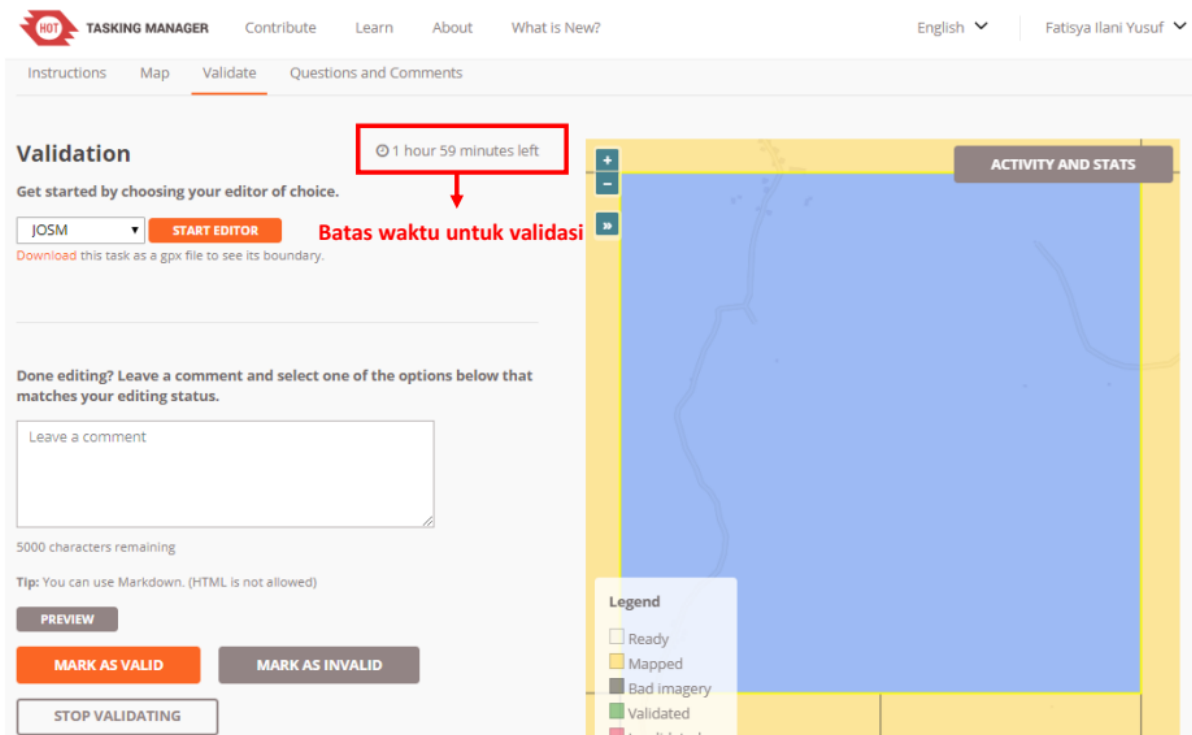 HOT TASKING MANAGER Contribute Learn About What is New? English Fatisya Ilani Yusuf
Instructions Map Validate Questions and Comments
Validation
1 hour 59 minutes left
Get started by choosing your editor of choice.
JOSM START EDITOR
Batas waktu untuk validasi
Download this task as a gpx file to see its boundary.
Done editing? Leave a comment and select one of the options below that
matches your editing status.
Leave a comment
5000 characters remaining
Tip: You can use Markdown. (HTML is not allowed)
PREVIEW
MARK AS VALID MARK AS INVALID
STOP VALIDATING
+
ACTIVITY AND STATS
−
»
Legend
Ready
Mapped
Bad imagery
Validated